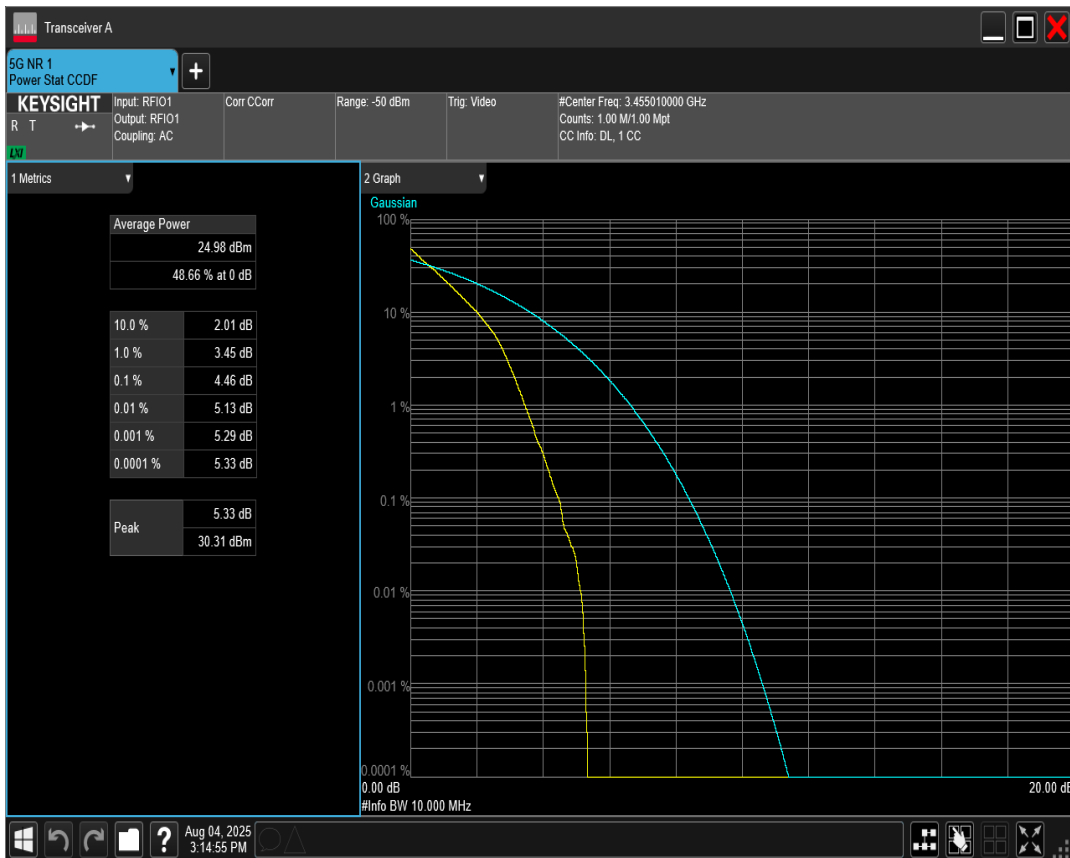 Transceiver A
5G NR 1
Power Stat CCDF
+
KEYSIGHT
R T
LXI
Input: RFIO1
Output: RFIO1
Coupling: AC
Corr CCorr
Range: -50 dBm
Trig: Video
#Center Freq: 3.455010000 GHz
Counts: 1.00 M/1.00 Mpt
CC Info: DL, 1 CC
1 Metrics
Average Power
24.98 dBm
48.66 % at 0 dB
10.0 % 2.01 dB
1.0 % 3.45 dB
0.1 % 4.46 dB
0.01 % 5.13 dB
0.001 % 5.29 dB
0.0001 % 5.33 dB
Peak 5.33 dB
30.31 dBm
2 Graph
Gaussian
100 %
10 %
1 %
0.1 %
0.01 %
0.001 %
0.0001 %
0.00 dB 20.00 dB
#Info BW 10.000 MHz
?
Aug 04, 2025
3:14:55 PM